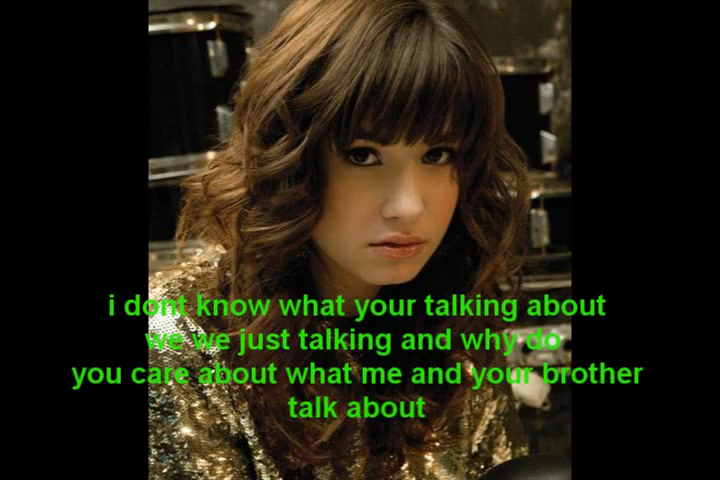 i dont know what your talking about
we we just talking and why do
you care about what me and your brother
talk about